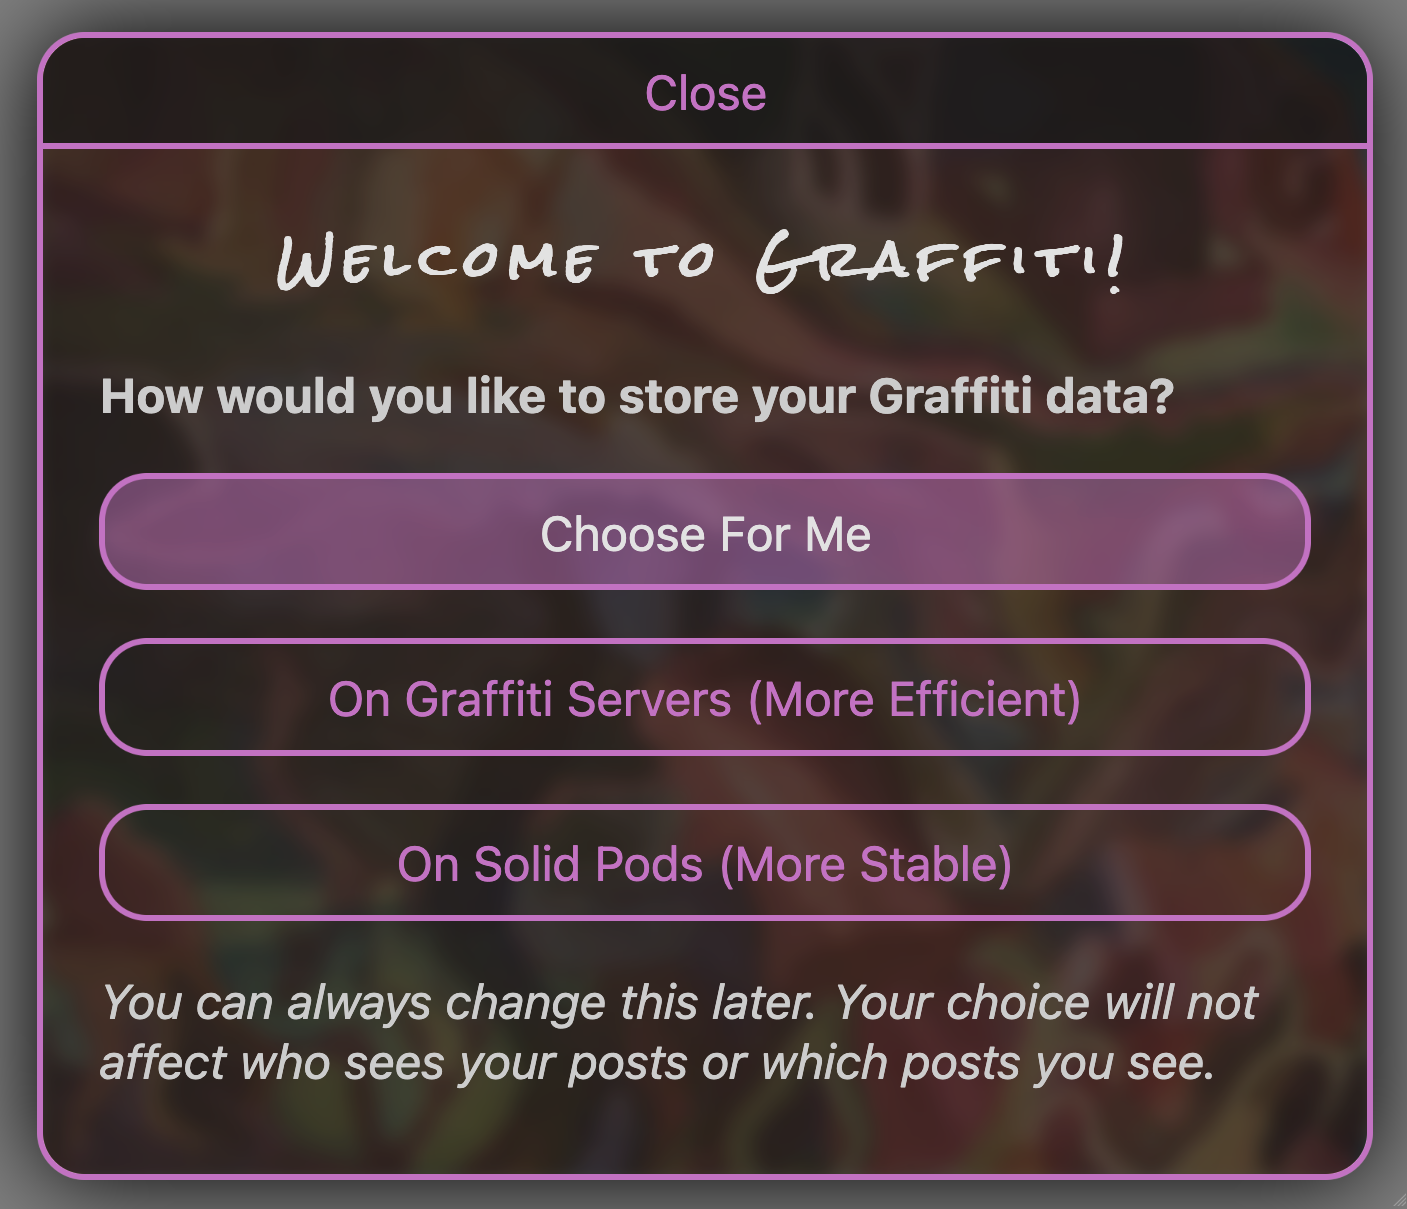 Close
Welcome to Graffiti!
How would you like to store your Graffiti data?
Choose For Me
On Graffiti Servers (More Efficient)
On Solid Pods (More Stable)
You can always change this later. Your choice will not
affect who sees your posts or which posts you see.